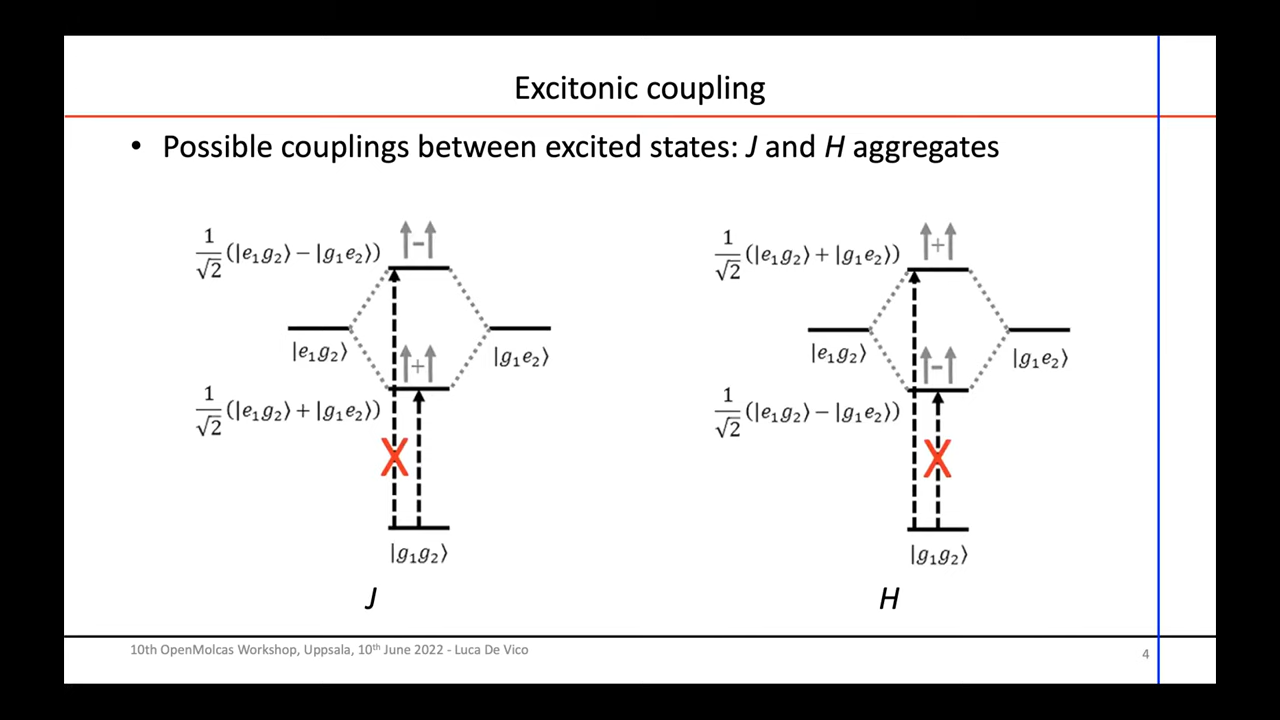 Excitonic coupling
• Possible couplings between excited states: J and H aggregates
1/√2 (|e₁g₂⟩ − |g₁e₂⟩)
−
|e₁g₂⟩
|g₁e₂⟩
+
1/√2 (|e₁g₂⟩ + |g₁e₂⟩)
X
|g₁g₂⟩
J
1/√2 (|e₁g₂⟩ + |g₁e₂⟩)
+
|e₁g₂⟩
|g₁e₂⟩
−
1/√2 (|e₁g₂⟩ − |g₁e₂⟩)
X
|g₁g₂⟩
H
10th OpenMolcas Workshop, Uppsala, 10th June 2022 - Luca De Vico
4